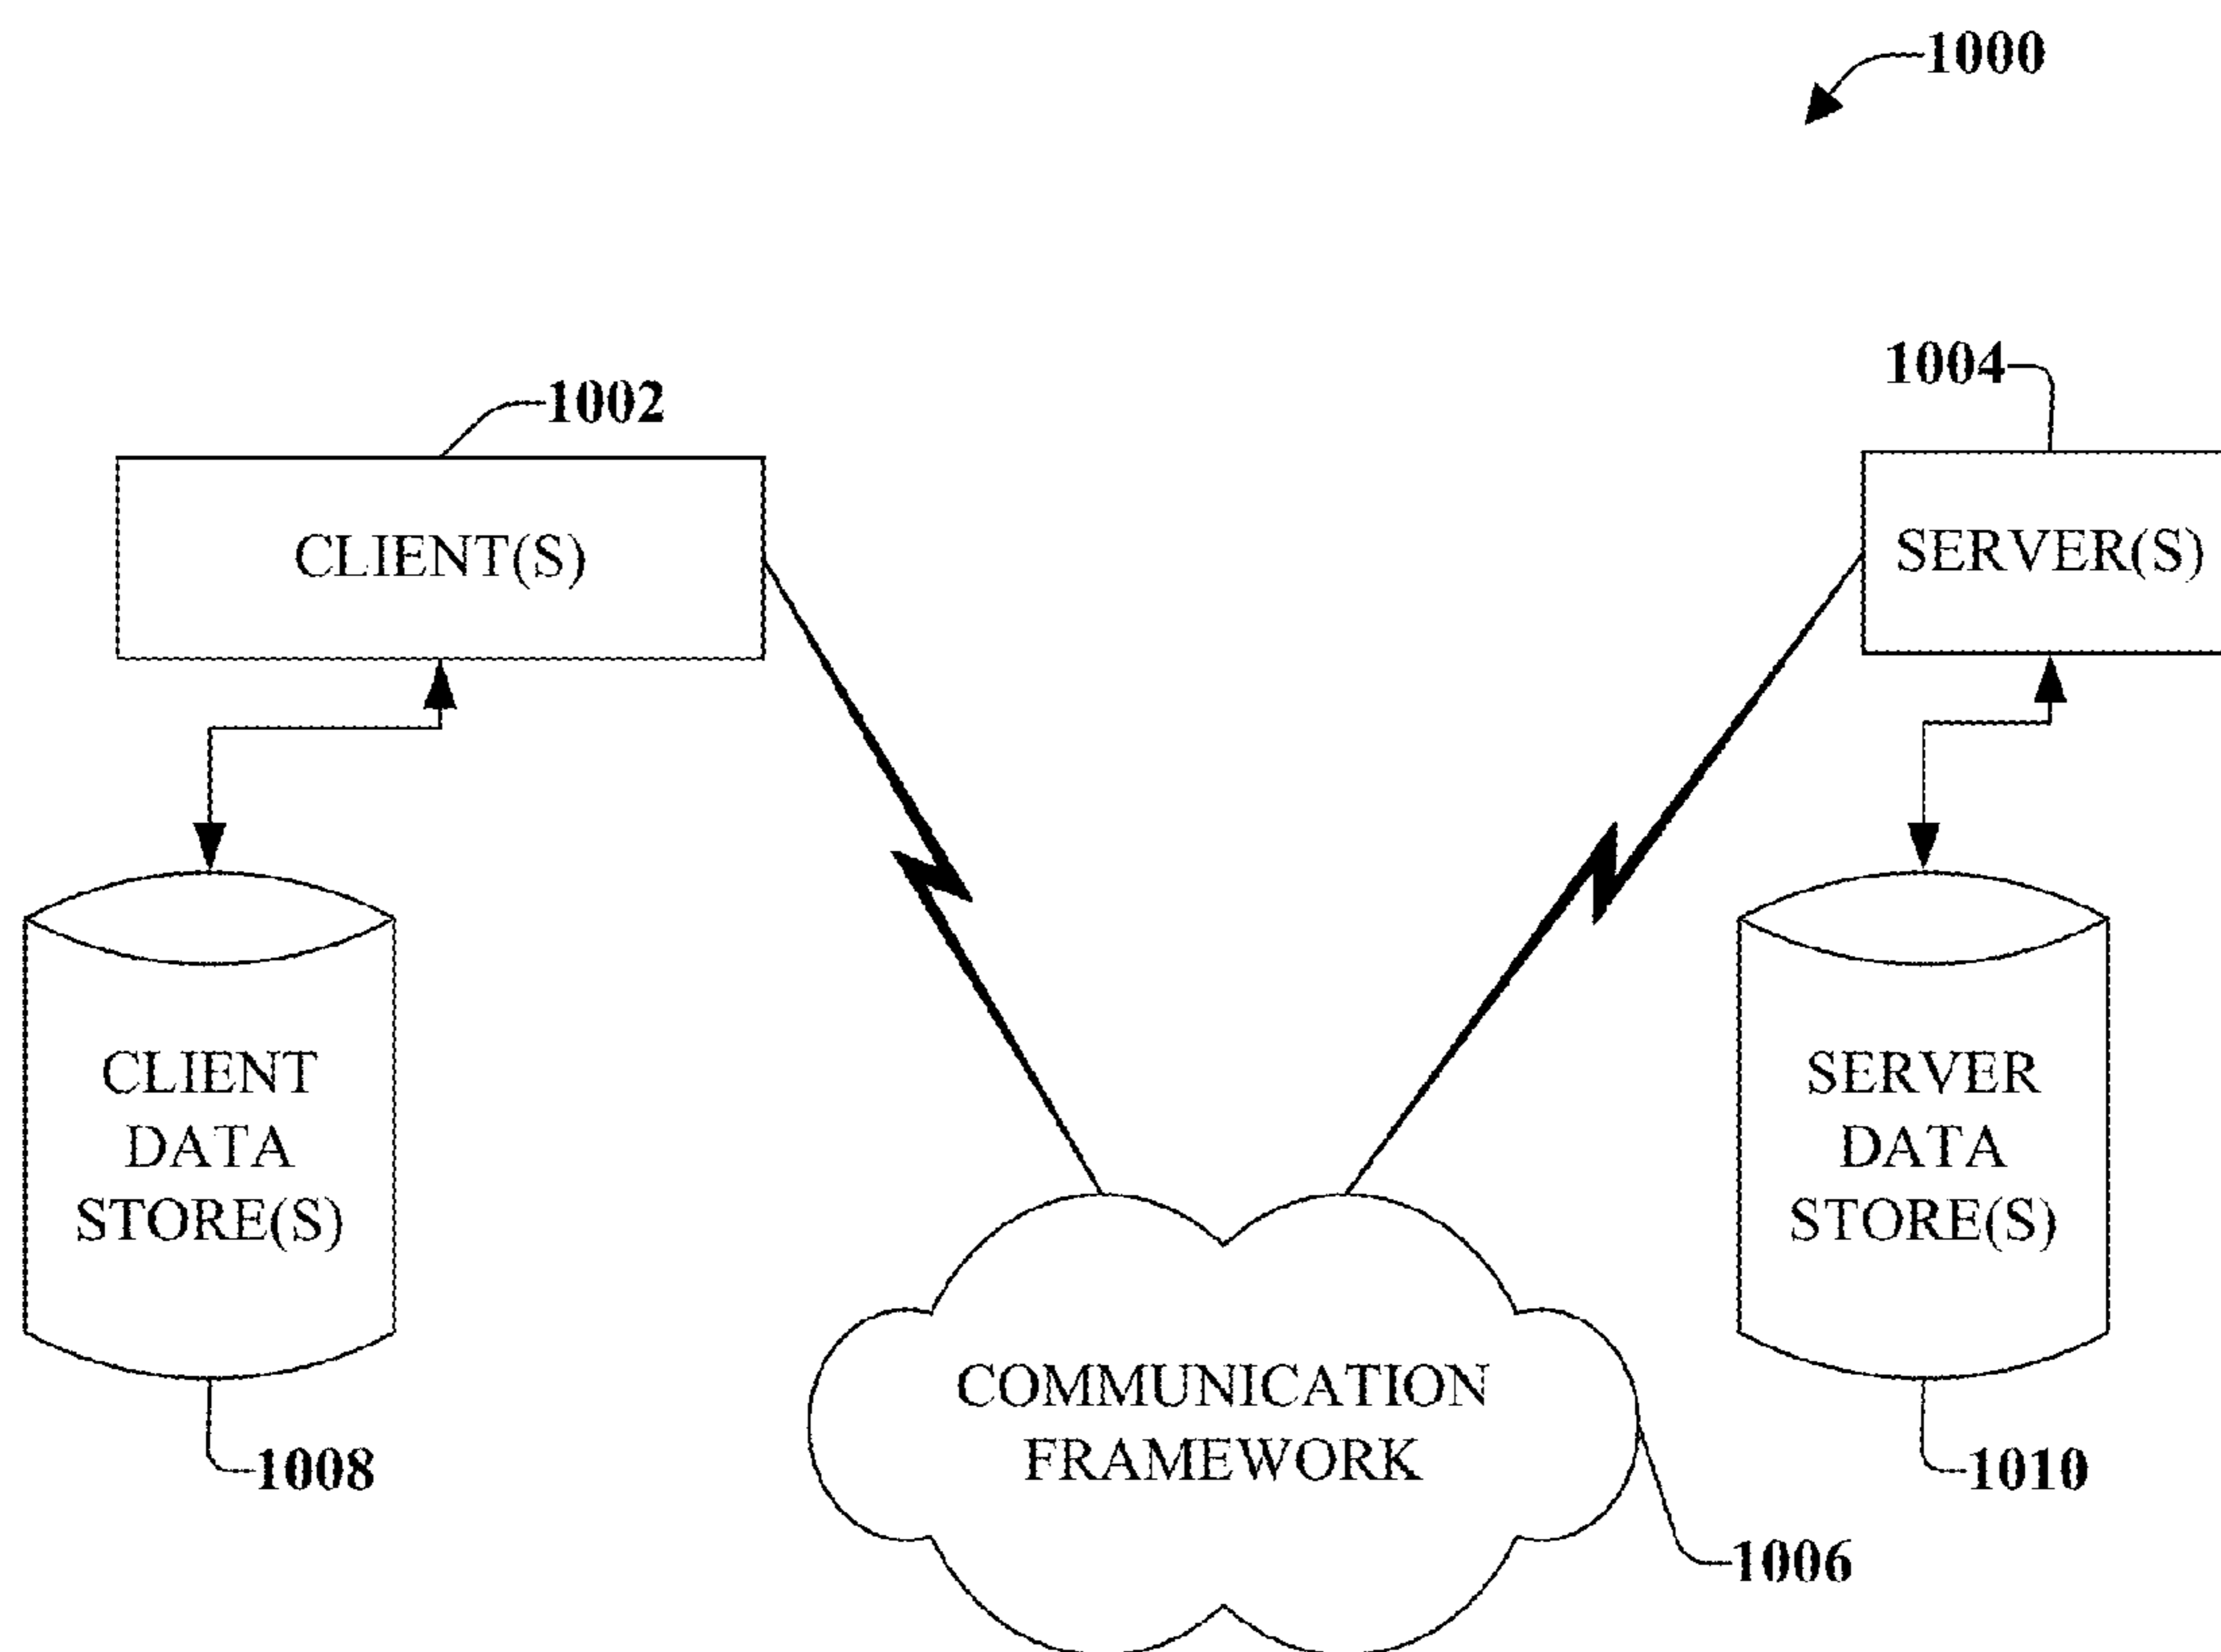 1000
1002
1004
CLIENT(S)
SERVER(S)
CLIENT
DATA
STORE(S)
SERVER
DATA
STORE(S)
COMMUNICATION
FRAMEWORK
1008
1010
1006